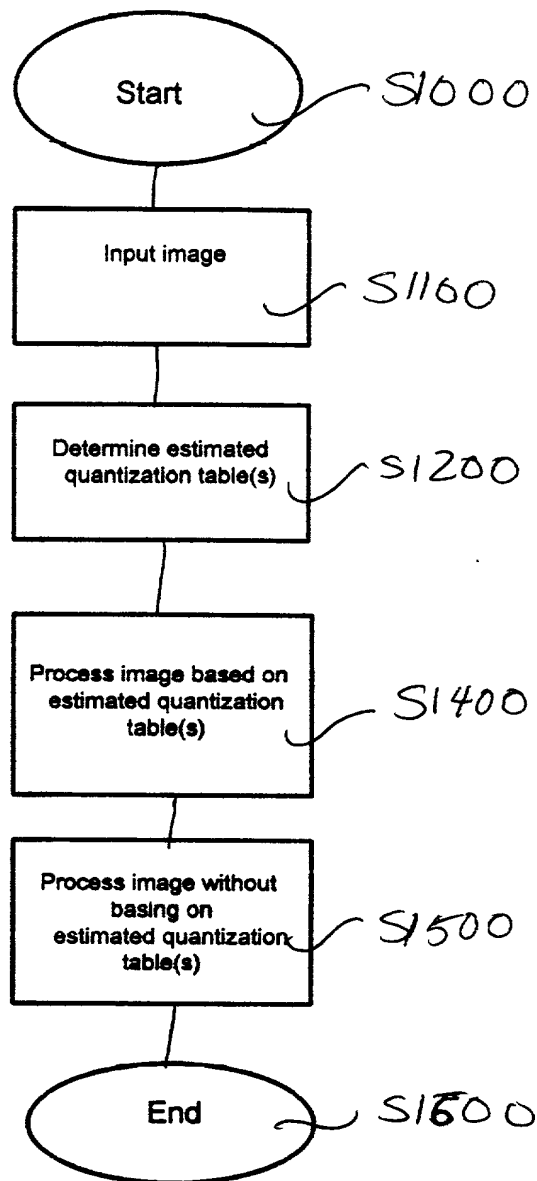 Start
S1000
Input image
S1100
Determine estimated
quantization table(s)
S1200
Process image based on
estimated quantization
table(s)
S1400
Process image without
basing on
estimated quantization
table(s)
S1500
End
S1600